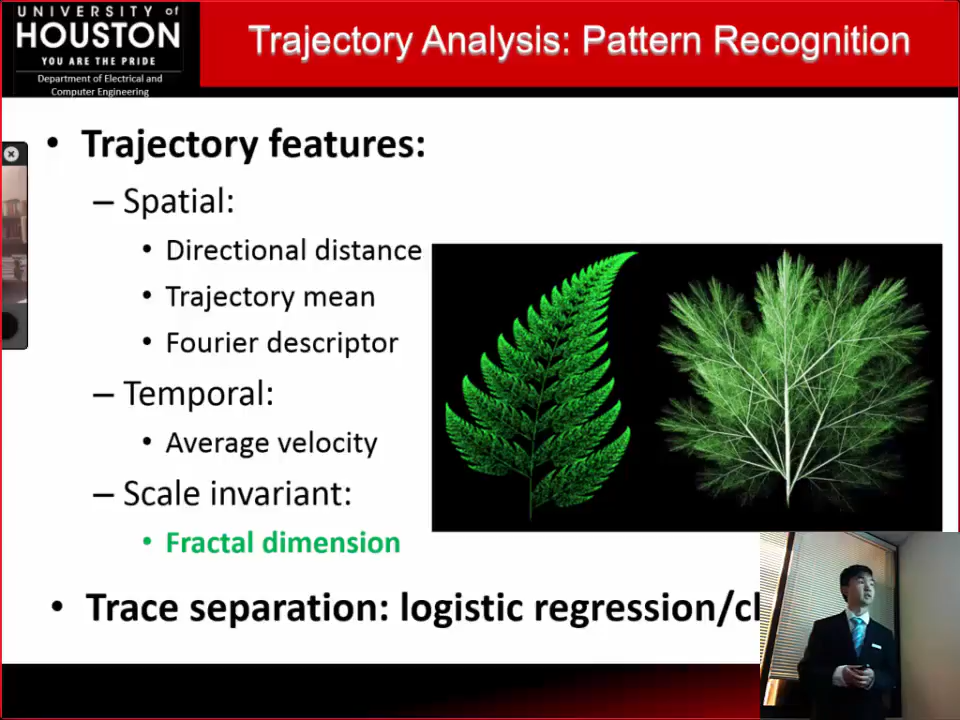 UNIVERSITY of
HOUSTON
YOU ARE THE PRIDE
Department of Electrical and
Computer Engineering
Trajectory Analysis: Pattern Recognition
• Trajectory features:
– Spatial:
• Directional distance
• Trajectory mean
• Fourier descriptor
– Temporal:
• Average velocity
– Scale invariant:
• Fractal dimension
• Trace separation: logistic regression/cl